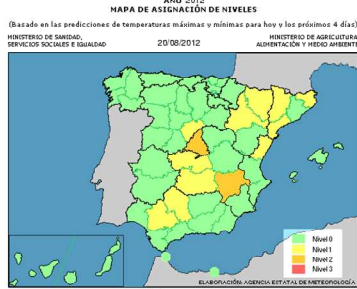 AÑO 2012
MAPA DE ASIGNACIÓN DE NIVELES
(Basado en las predicciones de temperaturas máximas y mínimas para hoy y los próximos 4 días)
MINISTERIO DE SANIDAD,
SERVICIOS SOCIALES E IGUALDAD
20/08/2012
MINISTERIO DE AGRICULTURA
ALIMENTACIÓN Y MEDIO AMBIENTE
Nivel 0
Nivel 1
Nivel 2
Nivel 3
ELABORACIÓN: AGENCIA ESTATAL DE METEOROLOGÍA